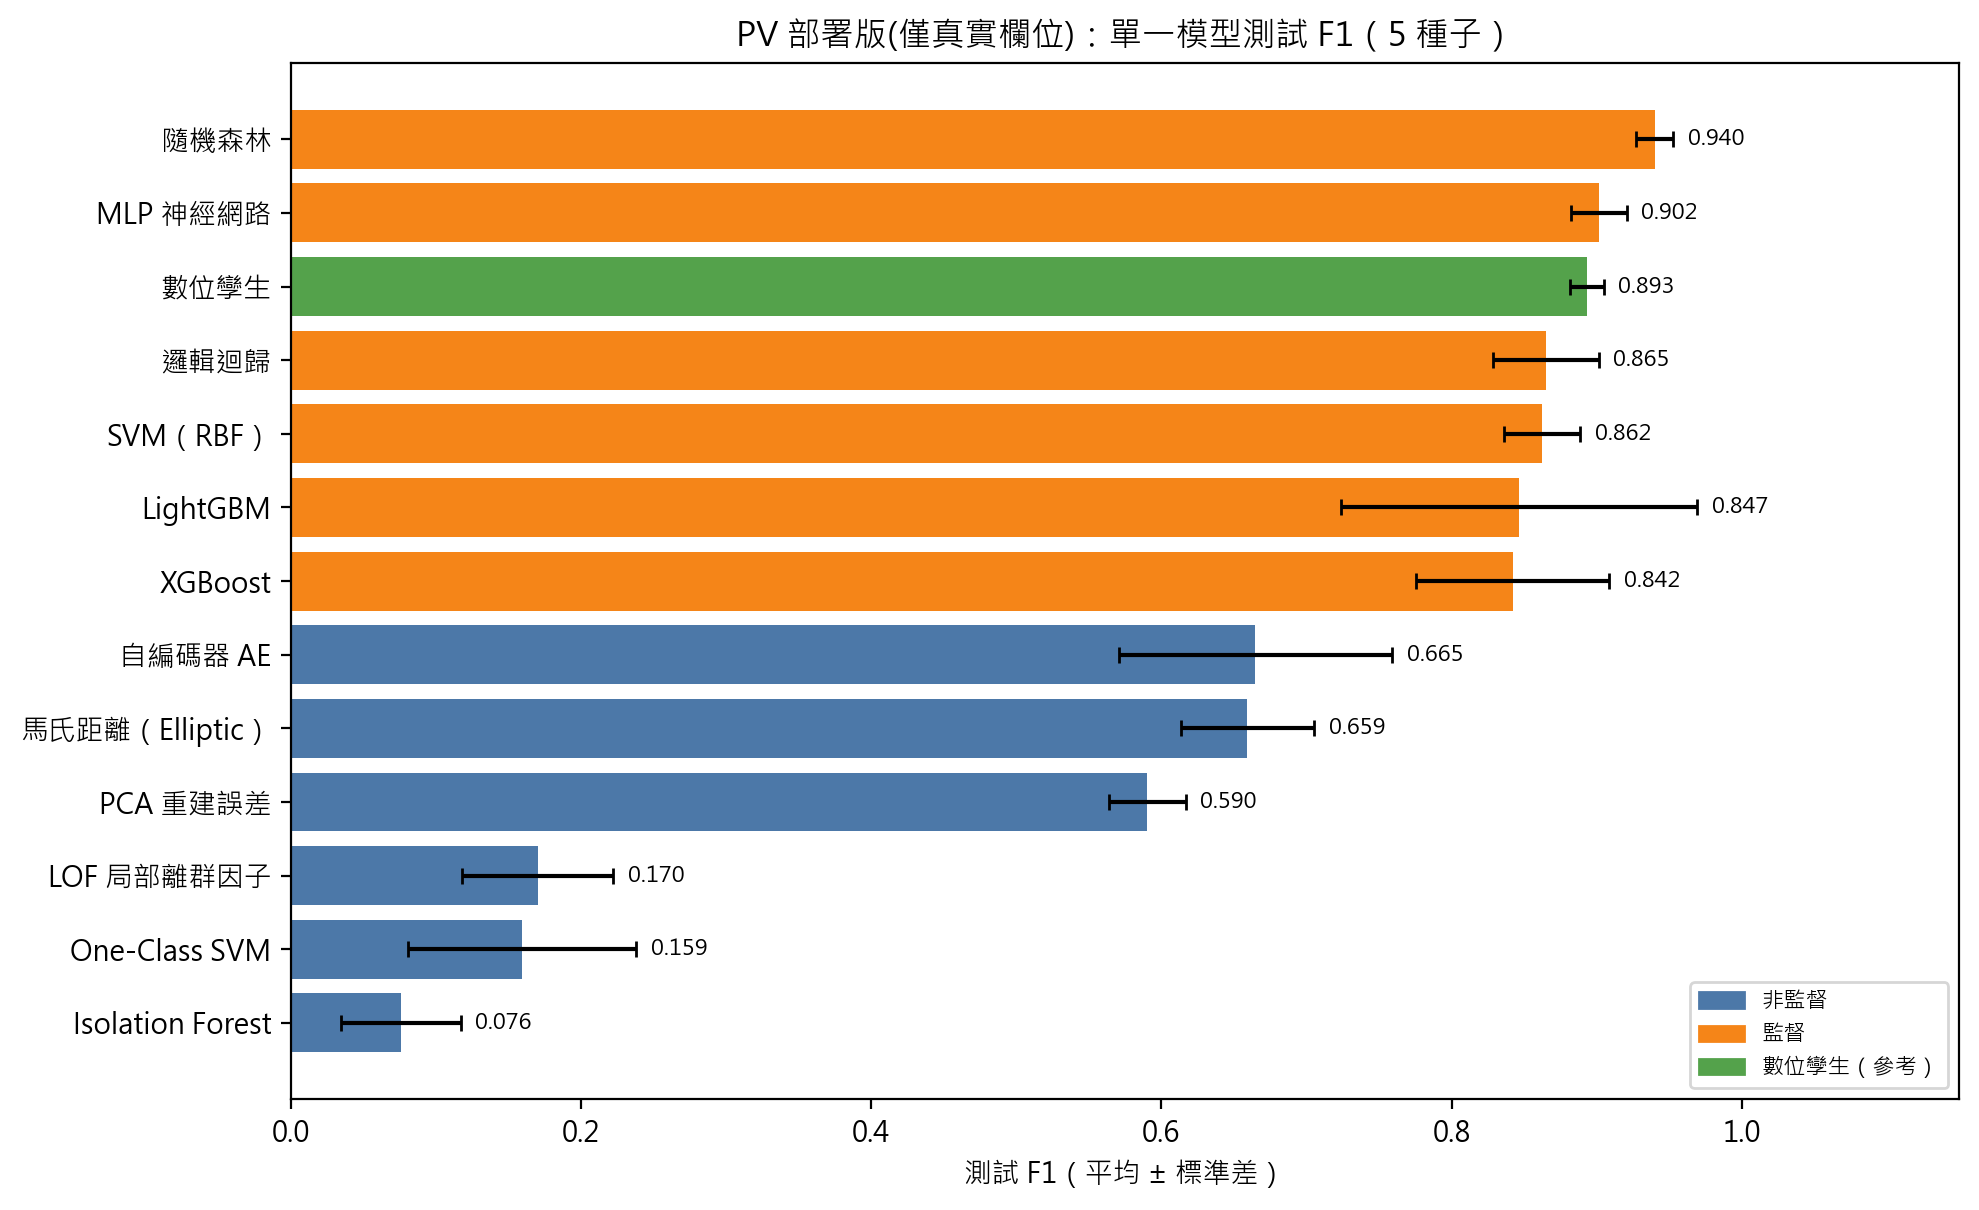 PV 部署版(僅真實欄位)：單一模型測試 F1（5 種子）
隨機森林
0.940
MLP 神經網路
0.902
數位孿生
0.893
邏輯迴歸
0.865
SVM（RBF）
0.862
LightGBM
0.847
XGBoost
0.842
自編碼器 AE
0.665
馬氏距離（Elliptic）
0.659
PCA 重建誤差
0.590
LOF 局部離群因子
0.170
One-Class SVM
0.159
Isolation Forest
0.076
非監督
監督
數位孿生（參考）
0.0 0.2 0.4 0.6 0.8 1.0
測試 F1（平均 ± 標準差）